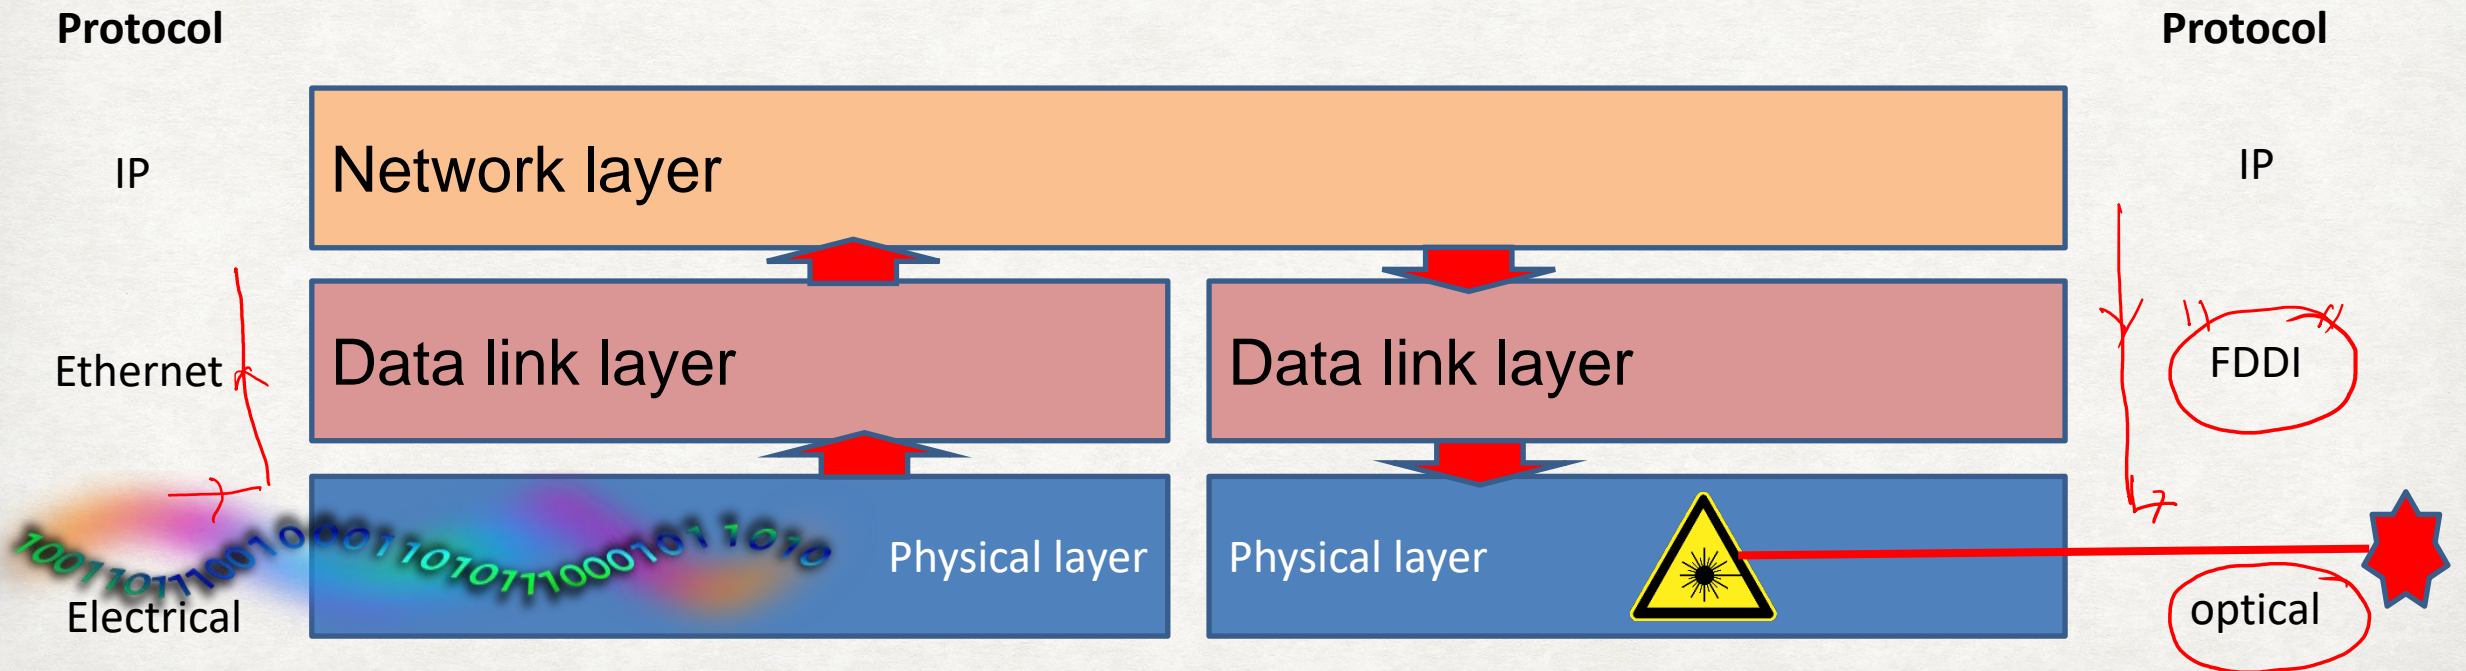 Protocol Protocol
IP Network layer IP
Ethernet Data link layer Data link layer FDDI
Physical layer Physical layer
Electrical optical